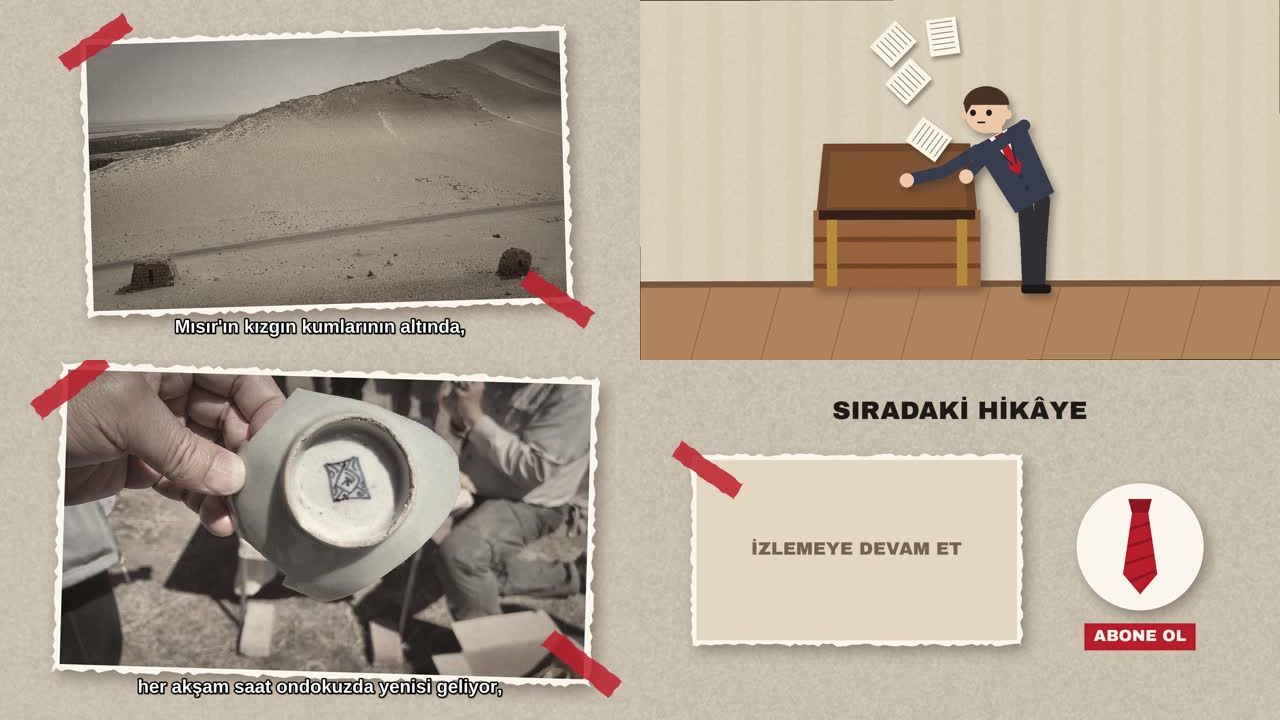 Mısır'ın kızgın kumlarının altında,
her akşam saat ondokuzda yenisi geliyor,
SIRADAKİ HİKÂYE
İZLEMEYE DEVAM ET
ABONE OL